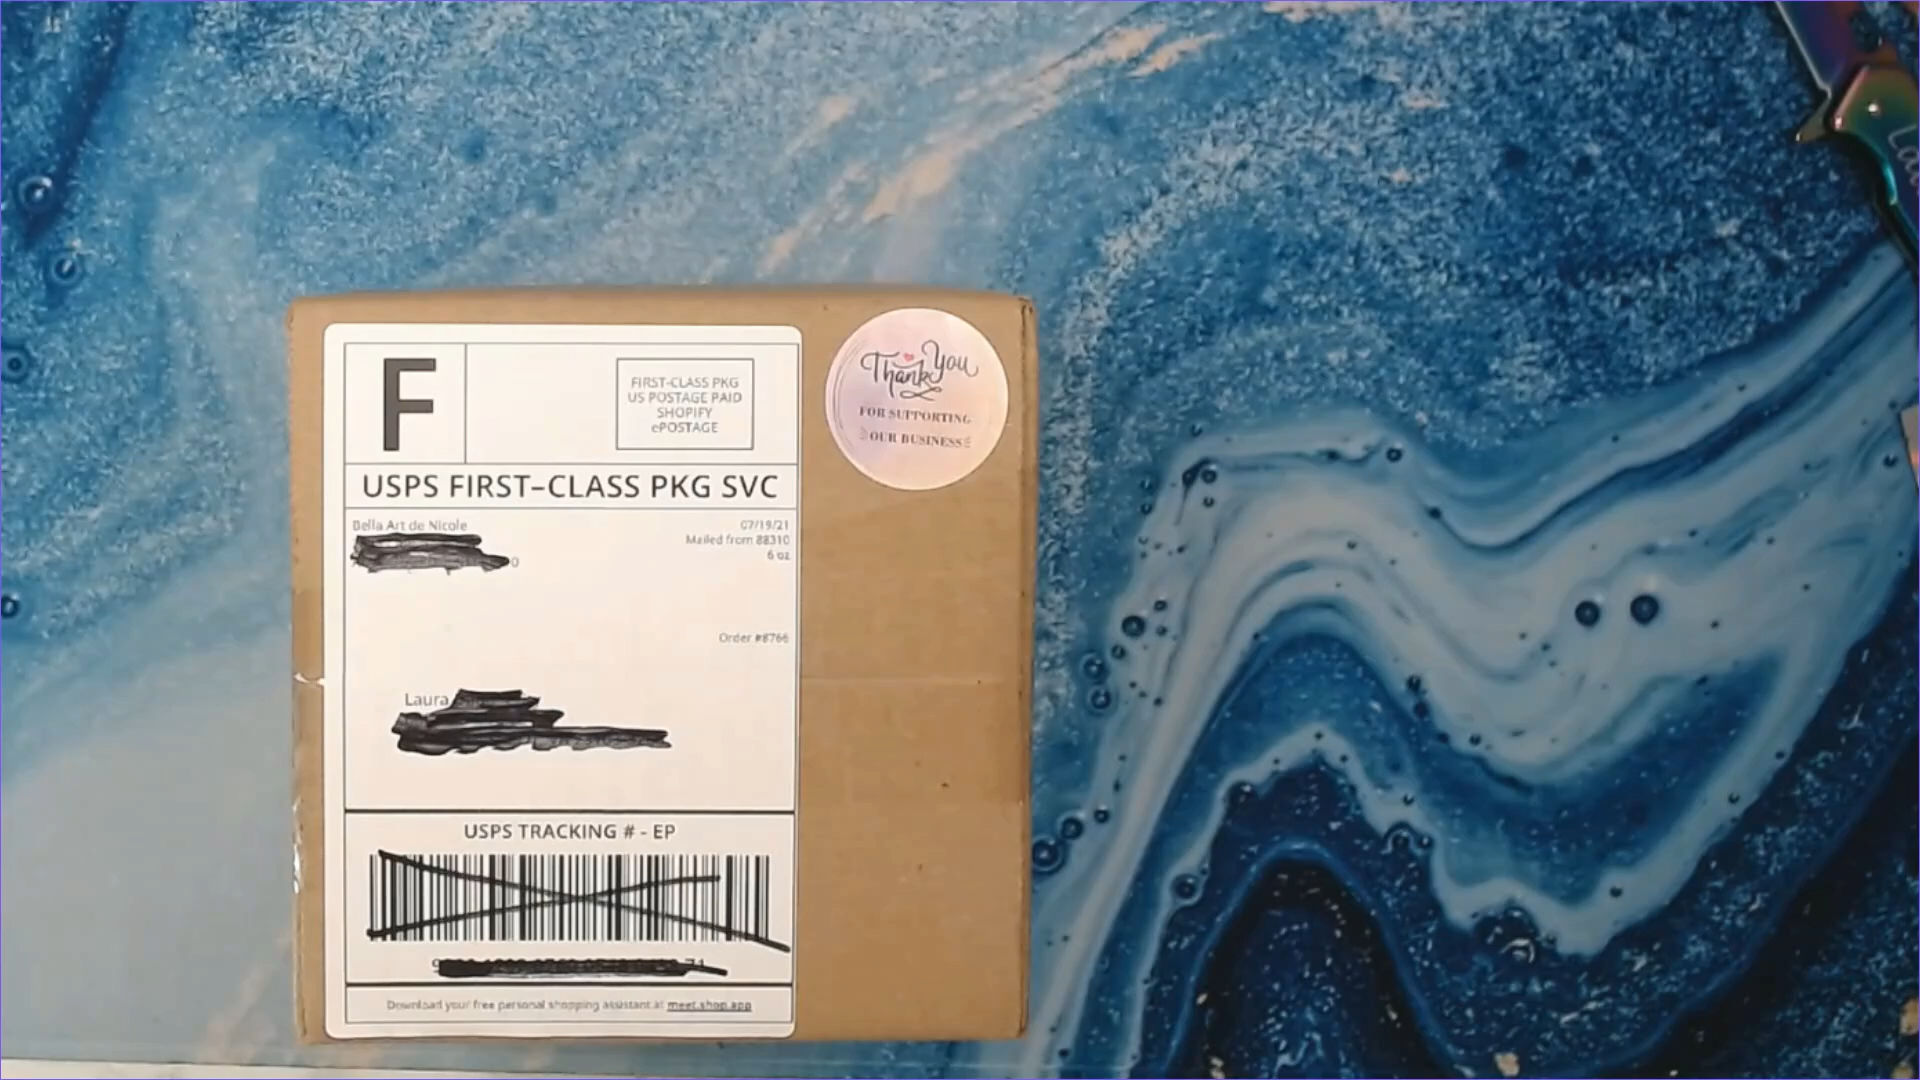 F
FIRST-CLASS PKG
US POSTAGE PAID
SHOPIFY
ePOSTAGE
Thank You
FOR SUPPORTING
OUR BUSINESS
USPS FIRST-CLASS PKG SVC
Bella Art de Nicole
07/19/21
Mailed from 88310
6 oz
Order #8766
Laura
USPS TRACKING # - EP
Download your free personal shopping assistant at meet.shop.app